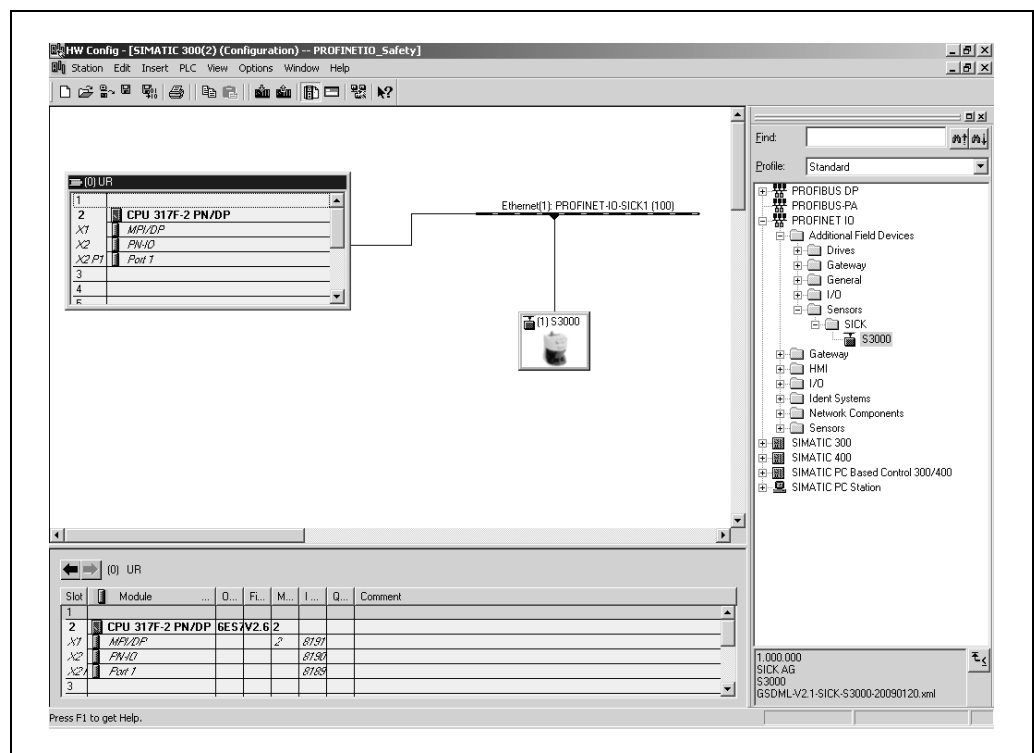 HW Config - [SIMATIC 300(2) (Configuration) -- PROFINETIO_Safety]
Station Edit Insert PLC View Options Window Help
(0) UR
1
2 CPU 317F-2 PN/DP
X1 MPI/DP
X2 PN-IO
X2 P1 Port 1
3
4
5
Ethernet(1): PROFINET-IO-SICK1 (100)
(1) S3000
Find:
Profile: Standard
PROFIBUS DP
PROFIBUS-PA
PROFINET IO
Additional Field Devices
Drives
Gateway
General
I/O
Sensors
SICK
S3000
Gateway
HMI
I/O
Ident Systems
Network Components
Sensors
SIMATIC 300
SIMATIC 400
SIMATIC PC Based Control 300/400
SIMATIC PC Station
(0) UR
Slot Module ... O... Fi... M... I ... Q... Comment
1
2 CPU 317F-2 PN/DP 6ES7 V2.6 2
X1 MPI/DP 2 8191
X2 PN-IO 8190
X2 Port 1 8189
3
1.000.000
SICK AG
S3000
GSDML-V2.1-SICK-S3000-20090120.xml
Press F1 to get Help.